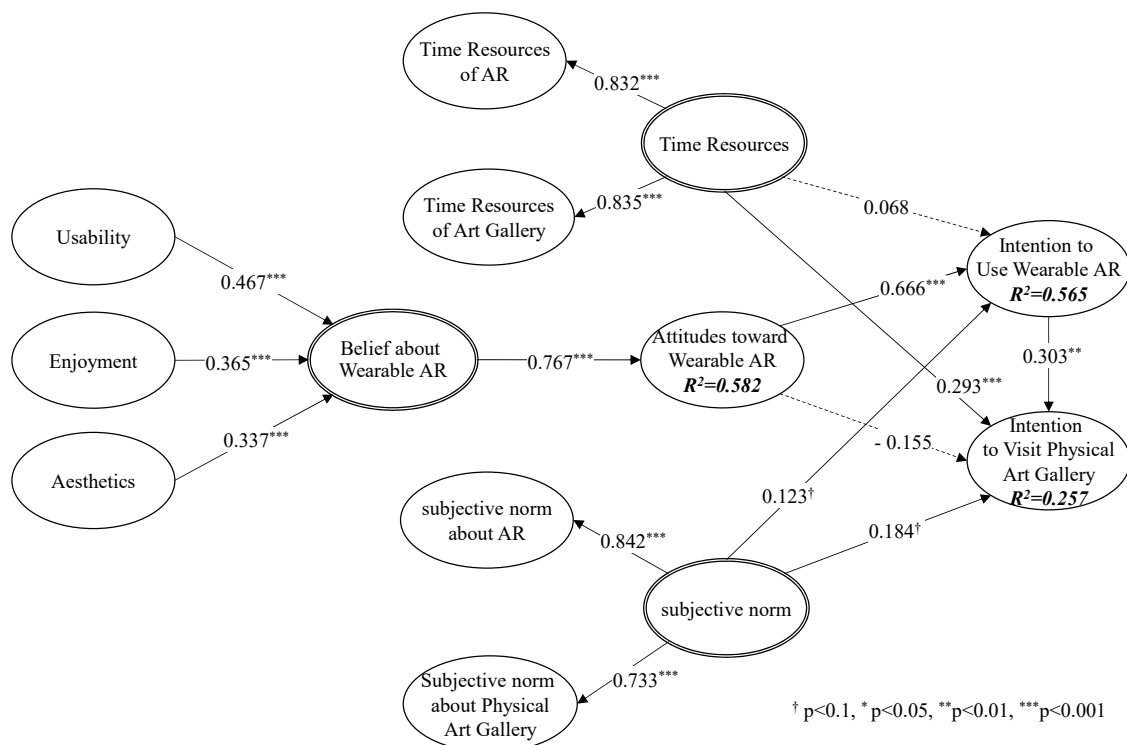 Time Resources
of AR
0.832***
Time Resources
0.835***
Time Resources
of Art Gallery
0.068
Usability
0.467***
Intention to
Use Wearable AR
R²=0.565
0.666***
Enjoyment
0.365***
Belief about
Wearable AR
0.767***
Attitudes toward
Wearable AR
R²=0.582
0.303**
0.293***
0.337***
Aesthetics
- 0.155
Intention
to Visit Physical
Art Gallery
R²=0.257
0.123†
0.184†
subjective norm
about AR
0.842***
subjective norm
0.733***
Subjective norm
about Physical
Art Gallery
† p<0.1, * p<0.05, **p<0.01, ***p<0.001